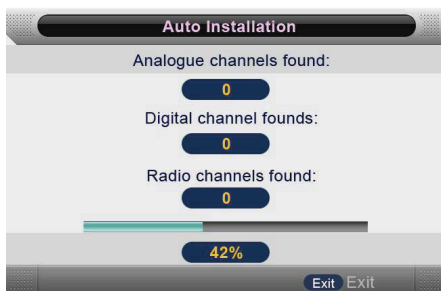 Auto Installation
Analogue channels found:
0
Digital channel founds:
0
Radio channels found:
0
42%
Exit Exit